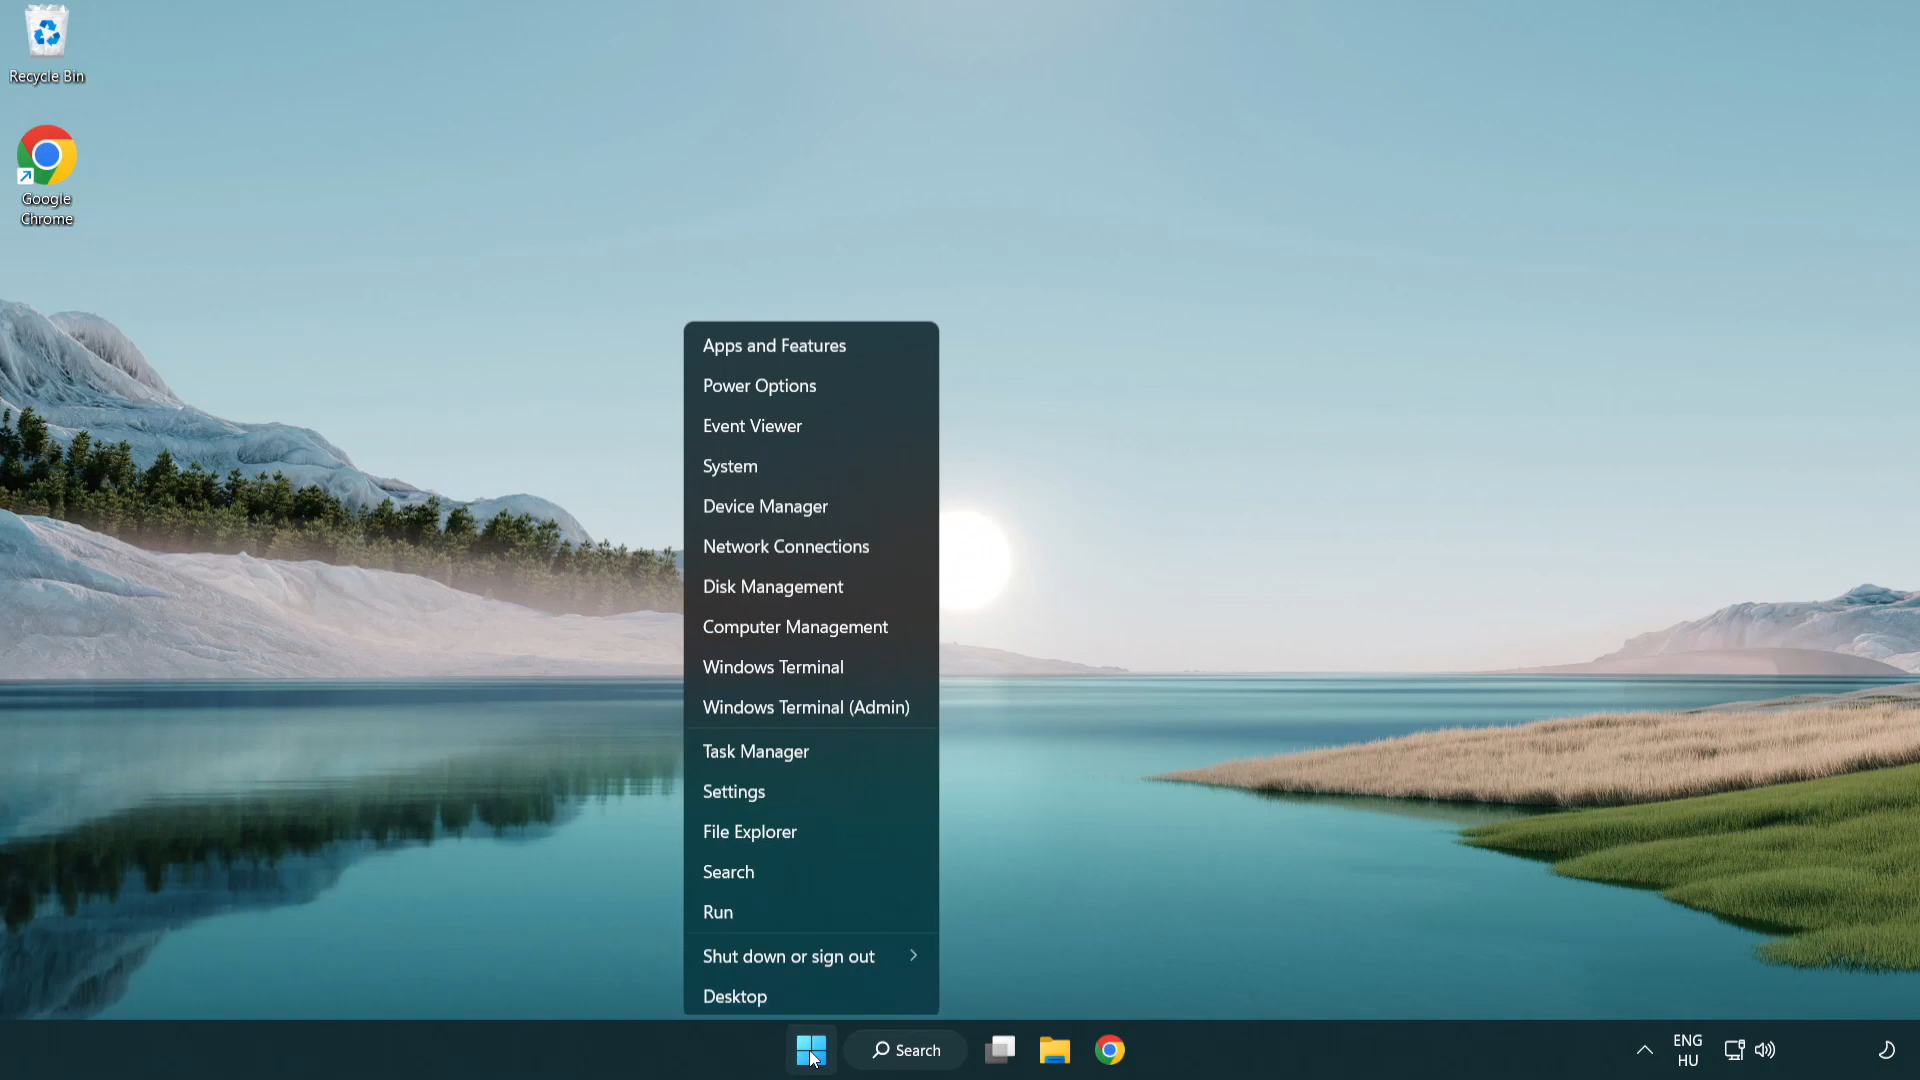 Recycle Bin
Google
Chrome
Apps and Features
Power Options
Event Viewer
System
Device Manager
Network Connections
Disk Management
Computer Management
Windows Terminal
Windows Terminal (Admin)
Task Manager
Settings
File Explorer
Search
Run
Shut down or sign out
Desktop
Search
ENG
HU